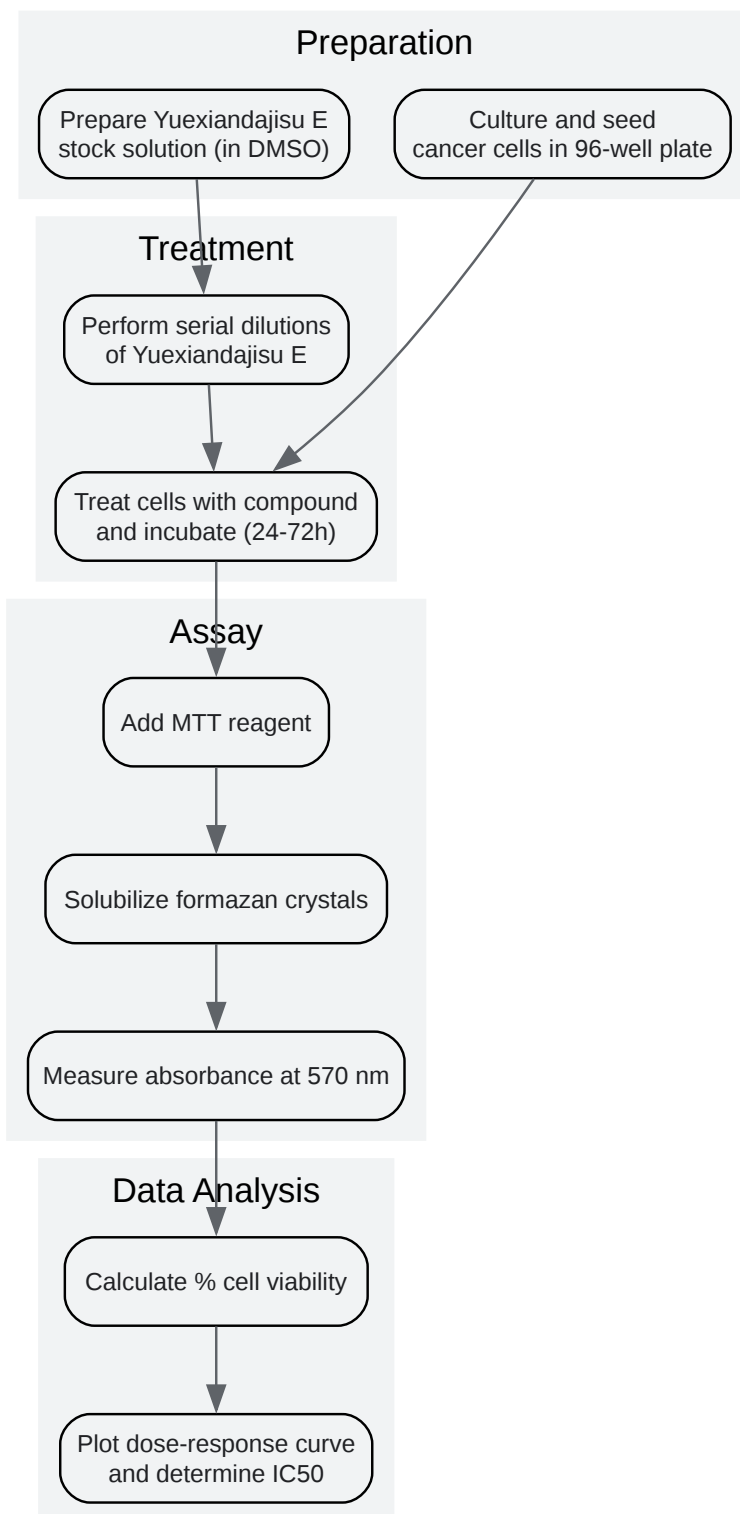 Preparation
Prepare Yuexiandajisu E
stock solution (in DMSO)
Culture and seed
cancer cells in 96-well plate
Treatment
Perform serial dilutions
of Yuexiandajisu E
Treat cells with compound
and incubate (24-72h)
Assay
Add MTT reagent
Solubilize formazan crystals
Measure absorbance at 570 nm
Data Analysis
Calculate % cell viability
Plot dose-response curve
and determine IC50